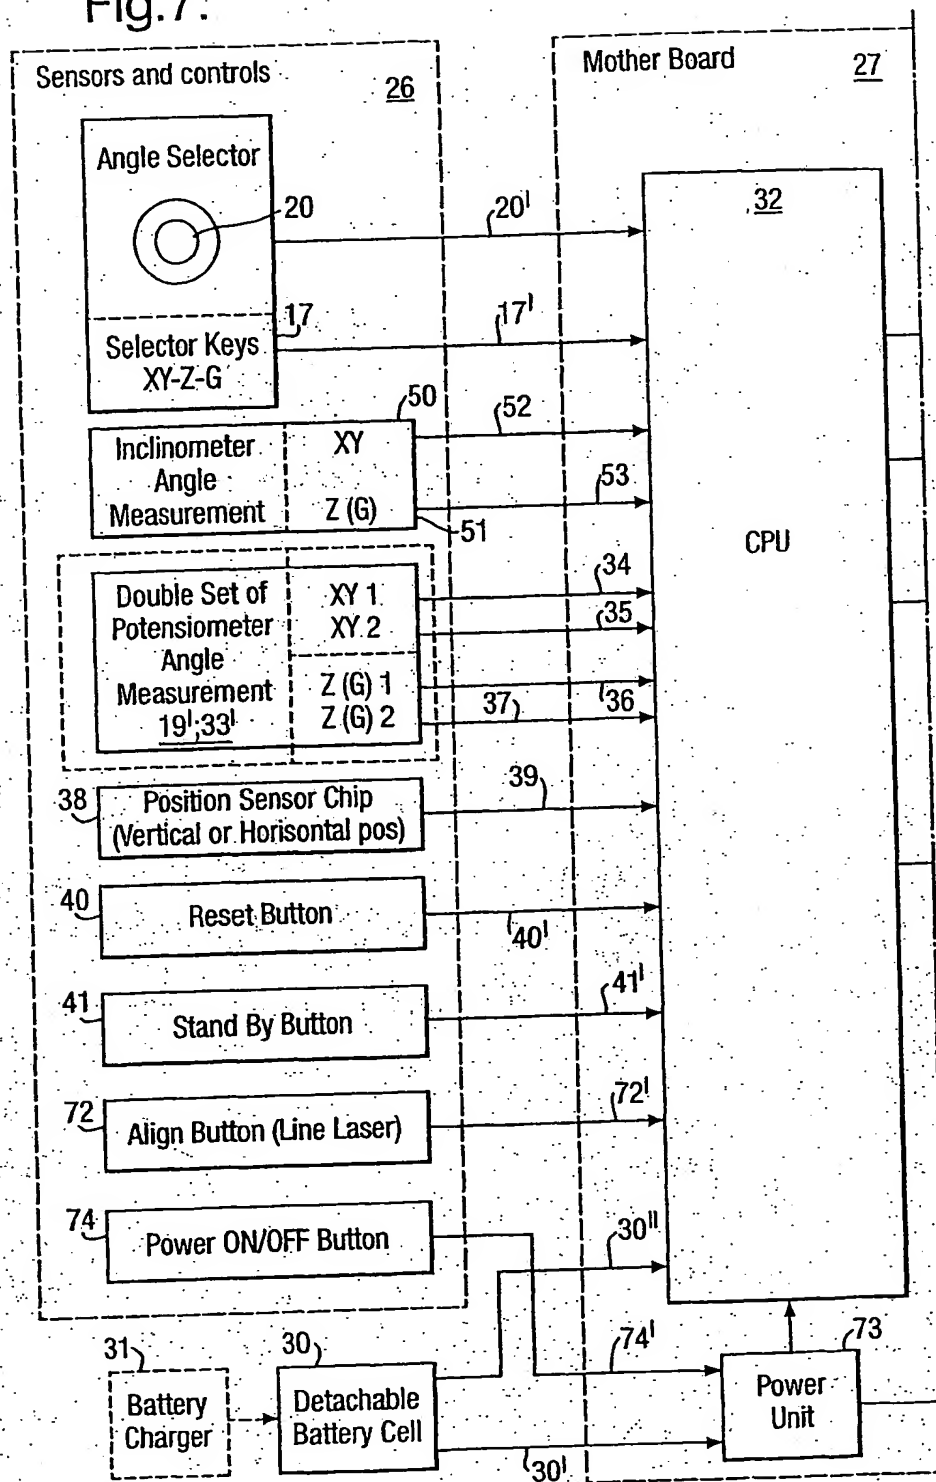 Fig.7.
Sensors and controls
26
Mother Board
27
Angle Selector
20
20I
32
17
17I
Selector Keys
XY-Z-G
50
52
Inclinometer
Angle
Measurement
XY
Z (G)
51
53
CPU
Double Set of
Potensiometer
Angle
Measurement
19I;33I
XY 1
XY 2
Z (G) 1
Z (G) 2
34
35
36
37
38
Position Sensor Chip
(Vertical or Horisontal pos)
39
40
Reset Button
40I
41
Stand By Button
41I
72
Align Button (Line Laser)
72I
74
Power ON/OFF Button
30II
31
Battery
Charger
30
Detachable
Battery Cell
74I
73
Power
Unit
30I